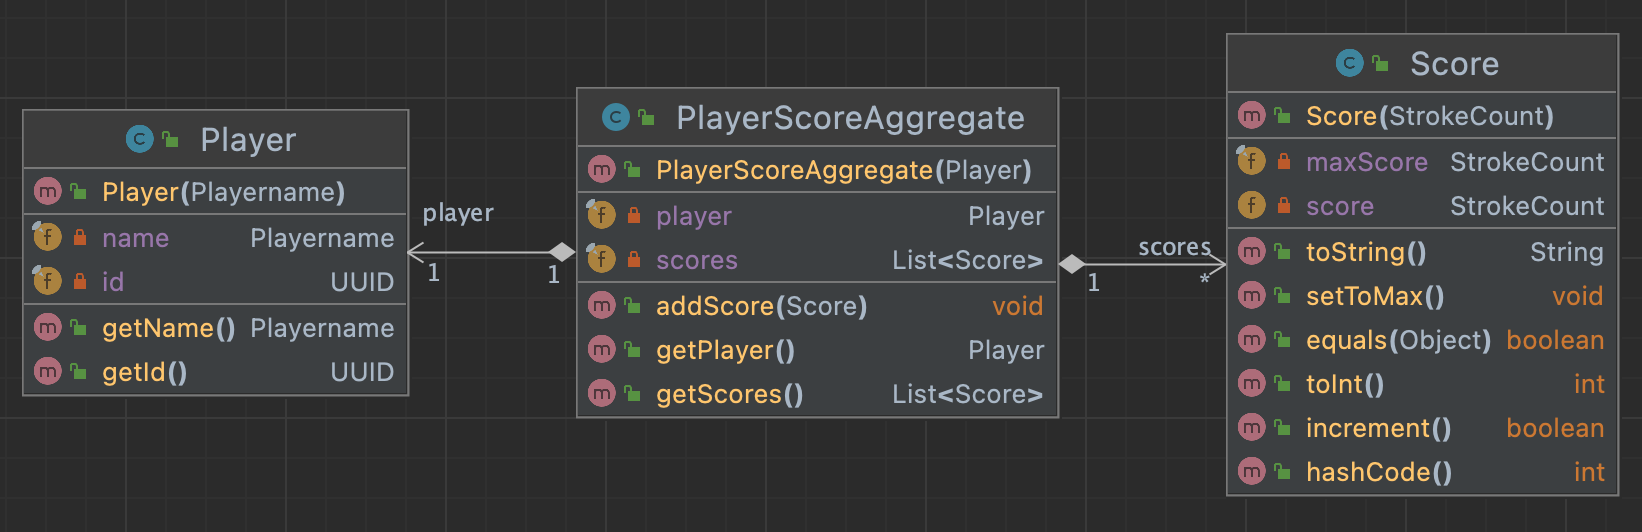 Player
Player(Playername)
name Playername
id UUID
getName() Playername
getId() UUID
player
1
1
PlayerScoreAggregate
PlayerScoreAggregate(Player)
player Player
scores List<Score>
addScore(Score) void
getPlayer() Player
getScores() List<Score>
scores
1
*
Score
Score(StrokeCount)
maxScore StrokeCount
score StrokeCount
toString() String
setToMax() void
equals(Object) boolean
toInt() int
increment() boolean
hashCode() int